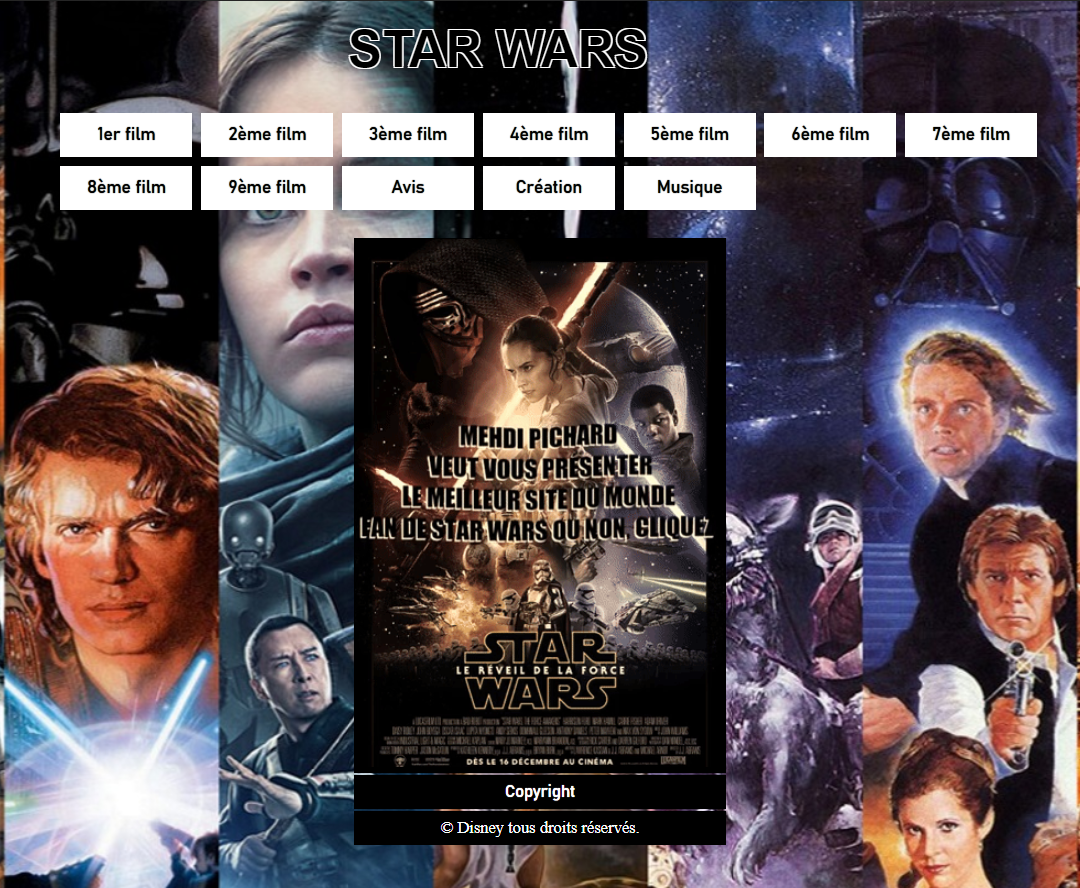 STAR WARS
1er film
2ème film
3ème film
4ème film
5ème film
6ème film
7ème film
8ème film
9ème film
Avis
Création
Musique
MEHDI PICHARD
VEUT VOUS PRÉSENTER
LE MEILLEUR SITE DU MONDE
FAN DE STAR WARS OU NON, CLIQUEZ
STAR
LE RÉVEIL DE LA FORCE
WARS
DÈS LE 16 DÉCEMBRE AU CINÉMA
Copyright
© Disney tous droits réservés.